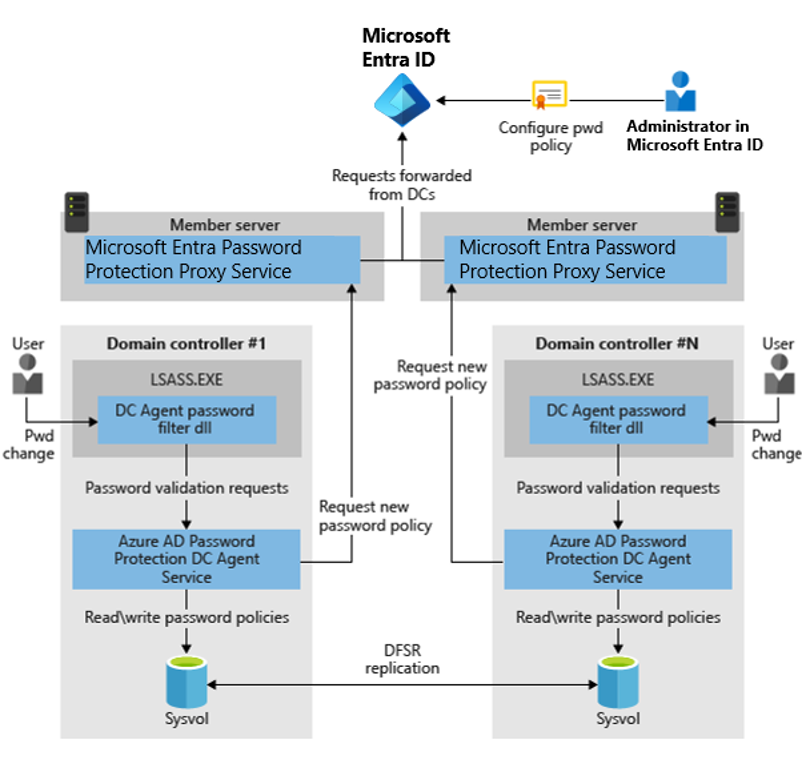 Microsoft
Entra ID
Configure pwd
policy
Administrator in
Microsoft Entra ID
Requests forwarded
from DCs
Member server
Microsoft Entra Password
Protection Proxy Service
Member server
Microsoft Entra Password
Protection Proxy Service
User
Pwd
change
Domain controller #1
LSASS.EXE
DC Agent password
filter dll
Password validation requests
Azure AD Password
Protection DC Agent
Service
Read\write password policies
Sysvol
Request new
password policy
DFSR
replication
Request new
password policy
Domain controller #N
LSASS.EXE
DC Agent password
filter dll
Password validation requests
Azure AD Password
Protection DC Agent
Service
Read\write password policies
Sysvol
User
Pwd
change